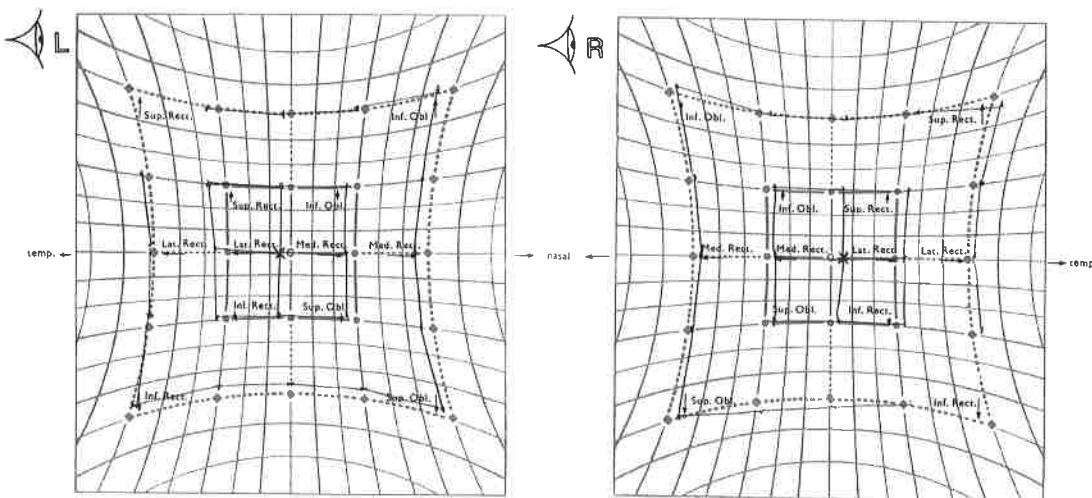 L
Sup. Rect.
Inf. Obl.
Sup. Rect.
Inf. Obl.
temp.
Lat. Rect.
Lat. Rect.
Med. Rect.
Med. Rect.
Inf. Rect.
Sup. Obl.
Inf. Rect.
Sup. Obl.
nasal
R
Inf. Obl.
Sup. Rect.
Inf. Obl.
Sup. Rect.
Med. Rect.
Med. Rect.
Lat. Rect.
Lat. Rect.
temp
Sup. Obl.
Inf. Rect.
Sup. Obl.
Inf. Rect.